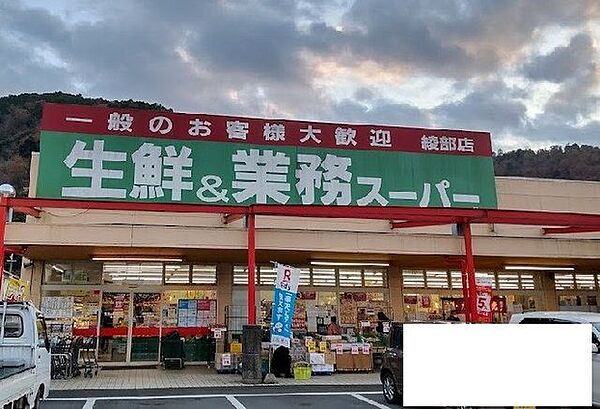 一般のお客様大歓迎 綾部店
生鮮&業務スーパー